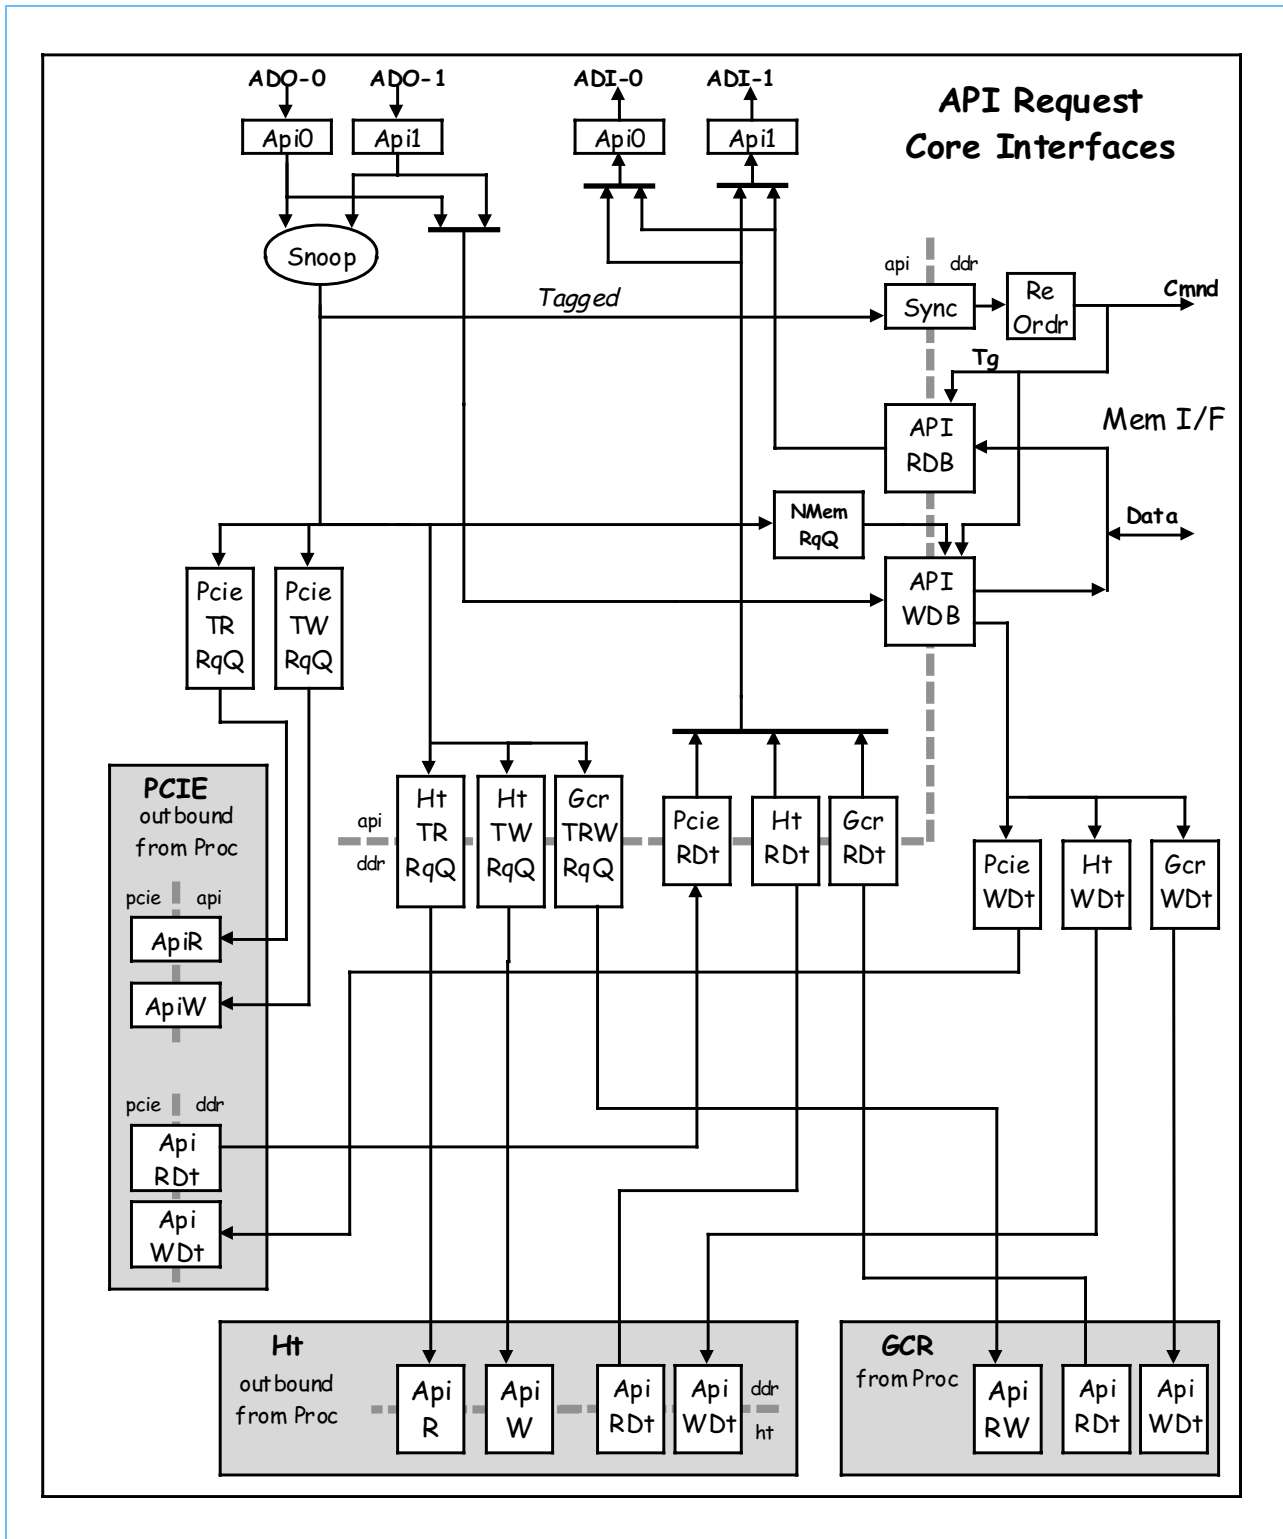 ADO-0 ADO-1 ADI-0 ADI-1
API Request
Core Interfaces
Api0 Api1 Api0 Api1
Snoop
Tagged
api ddr
Sync
Re
Ordr
Cmnd
Tg
API
RDB
Mem I/F
NMem
RqQ
Data
API
WDB
Pcie
TR
RqQ
Pcie
TW
RqQ
PCIE
outbound
from Proc
pcie api
ApiR
ApiW
pcie ddr
Api
RDt
Api
WDt
api
ddr
Ht
TR
RqQ
Ht
TW
RqQ
Gcr
TRW
RqQ
Pcie
RDt
Ht
RDt
Gcr
RDt
Pcie
WDt
Ht
WDt
Gcr
WDt
Ht
outbound
from Proc
Api
R
Api
W
Api
RDt
Api
WDt
ddr
ht
GCR
from Proc
Api
RW
Api
RDt
Api
WDt